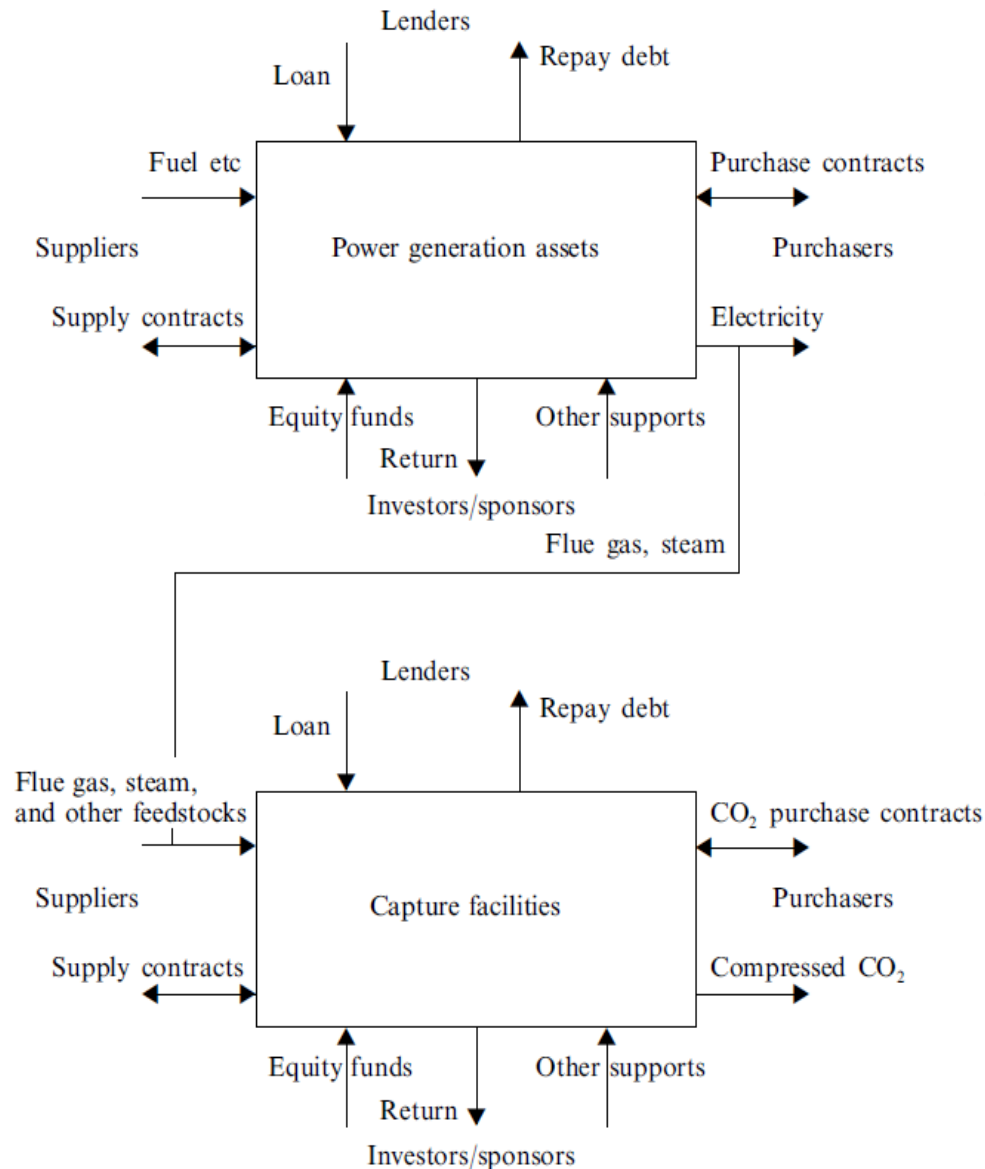 Lenders
Loan
Repay debt
Fuel etc
Purchase contracts
Suppliers
Power generation assets
Purchasers
Supply contracts
Electricity
Equity funds
Other supports
Return
Investors/sponsors
Flue gas, steam
Lenders
Loan
Repay debt
Flue gas, steam,
and other feedstocks
CO₂ purchase contracts
Suppliers
Capture facilities
Purchasers
Supply contracts
Compressed CO₂
Equity funds
Other supports
Return
Investors/sponsors